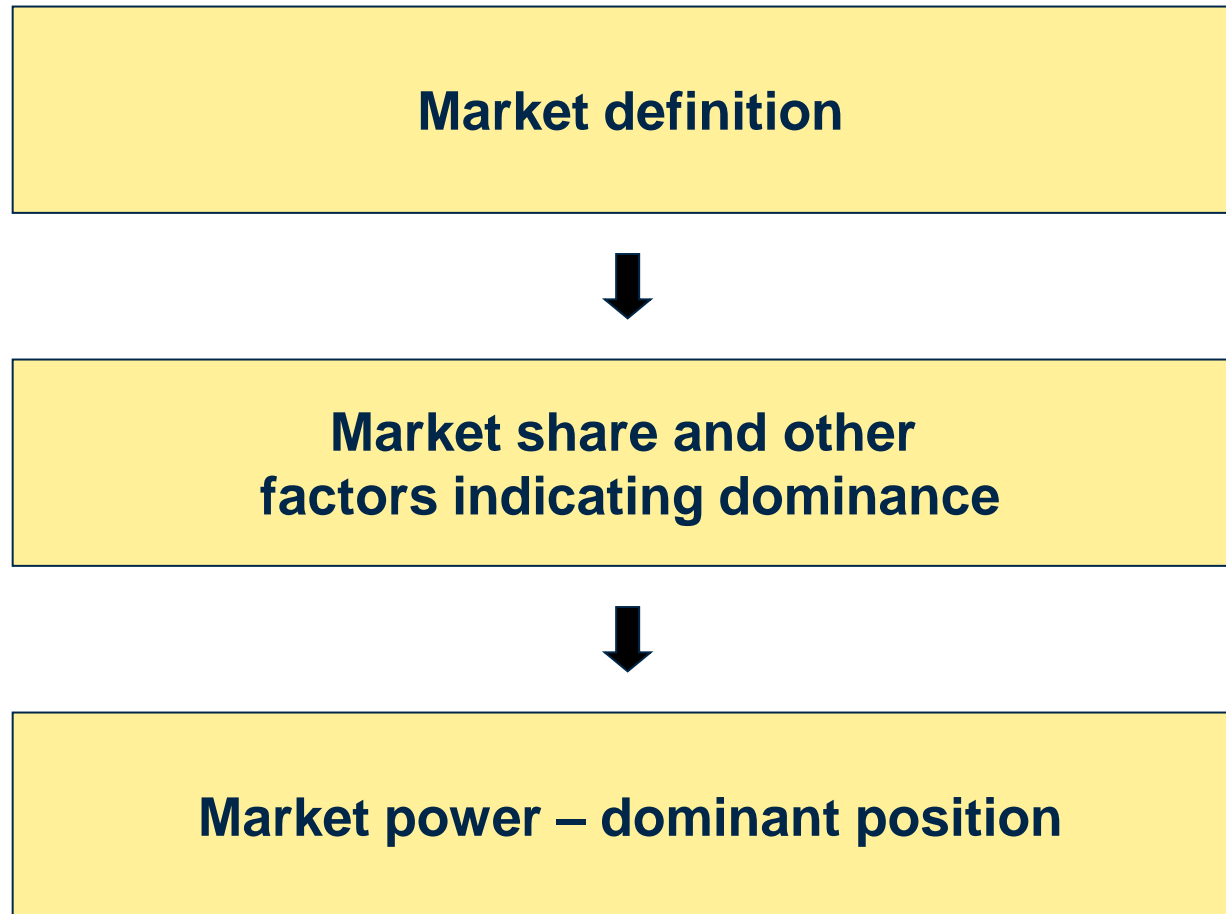 Market definition
Market share and other
factors indicating dominance
Market power – dominant position